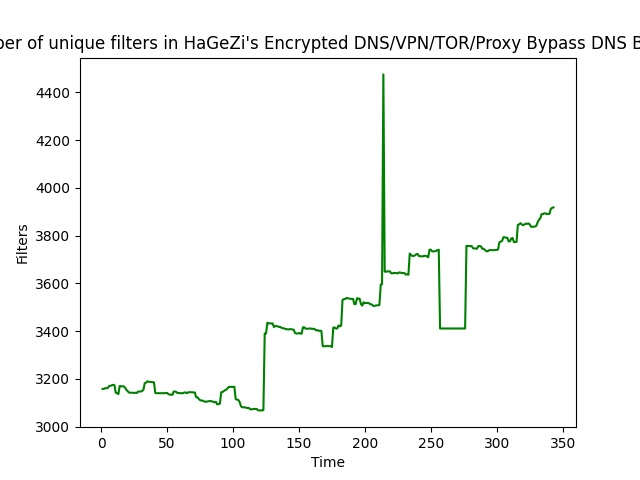 ber of unique filters in HaGeZi's Encrypted DNS/VPN/TOR/Proxy Bypass DNS B
4400
4200
4000
3800
3600
3400
3200
3000
Filters
0 50 100 150 200 250 300 350
Time